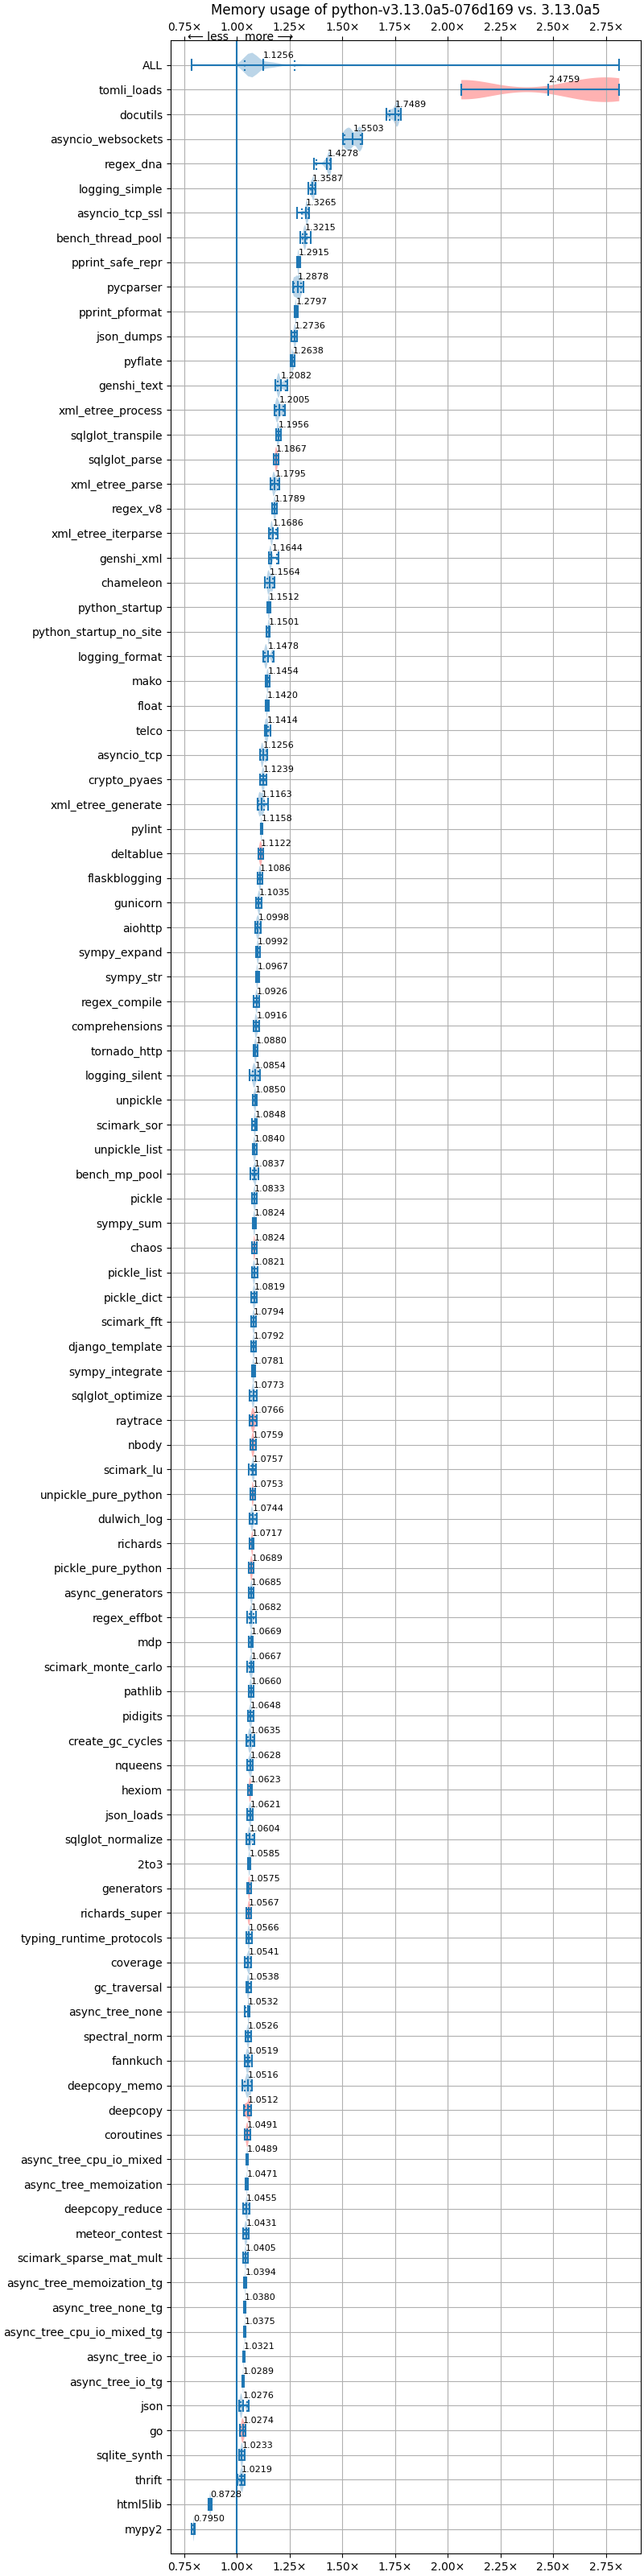 Memory usage of python-v3.13.0a5-076d169 vs. 3.13.0a5
0.75× 1.00× 1.25× 1.50× 1.75× 2.00× 2.25× 2.50× 2.75×
⟵ less more ⟶
ALL 1.1256
tomli_loads 2.4759
docutils 1.7489
asyncio_websockets 1.5503
regex_dna 1.4278
logging_simple 1.3587
asyncio_tcp_ssl 1.3265
bench_thread_pool 1.3215
pprint_safe_repr 1.2915
pycparser 1.2878
pprint_pformat 1.2797
json_dumps 1.2736
pyflate 1.2638
genshi_text 1.2082
xml_etree_process 1.2005
sqlglot_transpile 1.1956
sqlglot_parse 1.1867
xml_etree_parse 1.1795
regex_v8 1.1789
xml_etree_iterparse 1.1686
genshi_xml 1.1644
chameleon 1.1564
python_startup 1.1512
python_startup_no_site 1.1501
logging_format 1.1478
mako 1.1454
float 1.1420
telco 1.1414
asyncio_tcp 1.1256
crypto_pyaes 1.1239
xml_etree_generate 1.1163
pylint 1.1158
deltablue 1.1122
flaskblogging 1.1086
gunicorn 1.1035
aiohttp 1.0998
sympy_expand 1.0992
sympy_str 1.0967
regex_compile 1.0926
comprehensions 1.0916
tornado_http 1.0880
logging_silent 1.0854
unpickle 1.0850
scimark_sor 1.0848
unpickle_list 1.0840
bench_mp_pool 1.0837
pickle 1.0833
sympy_sum 1.0824
chaos 1.0824
pickle_list 1.0821
pickle_dict 1.0819
scimark_fft 1.0794
django_template 1.0792
sympy_integrate 1.0781
sqlglot_optimize 1.0773
raytrace 1.0766
nbody 1.0759
scimark_lu 1.0757
unpickle_pure_python 1.0753
dulwich_log 1.0744
richards 1.0717
pickle_pure_python 1.0689
async_generators 1.0685
regex_effbot 1.0682
mdp 1.0669
scimark_monte_carlo 1.0667
pathlib 1.0660
pidigits 1.0648
create_gc_cycles 1.0635
nqueens 1.0628
hexiom 1.0623
json_loads 1.0621
sqlglot_normalize 1.0604
2to3 1.0585
generators 1.0575
richards_super 1.0567
typing_runtime_protocols 1.0566
coverage 1.0541
gc_traversal 1.0538
async_tree_none 1.0532
spectral_norm 1.0526
fannkuch 1.0519
deepcopy_memo 1.0516
deepcopy 1.0512
coroutines 1.0491
async_tree_cpu_io_mixed 1.0489
async_tree_memoization 1.0471
deepcopy_reduce 1.0455
meteor_contest 1.0431
scimark_sparse_mat_mult 1.0405
async_tree_memoization_tg 1.0394
async_tree_none_tg 1.0380
async_tree_cpu_io_mixed_tg 1.0375
async_tree_io 1.0321
async_tree_io_tg 1.0289
json 1.0276
go 1.0274
sqlite_synth 1.0233
thrift 1.0219
html5lib 0.8728
mypy2 0.7950
0.75× 1.00× 1.25× 1.50× 1.75× 2.00× 2.25× 2.50× 2.75×